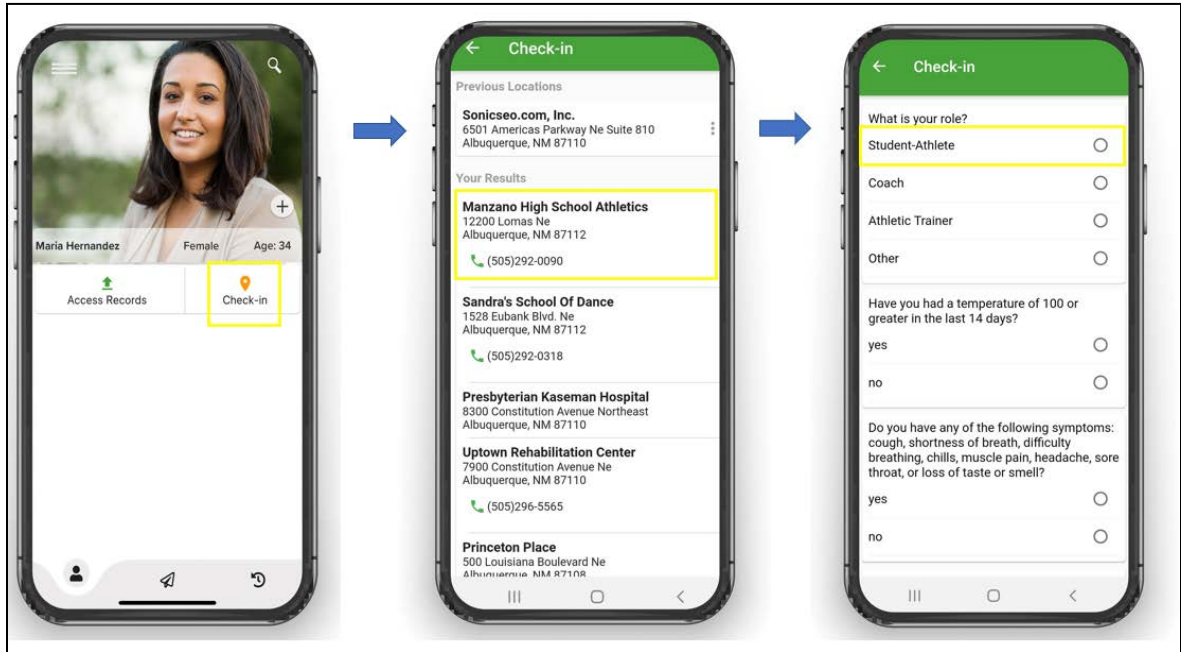 Maria Hernandez Female Age: 34
Access Records
Check-in
Check-in
Previous Locations
Sonicseo.com, Inc.
6501 Americas Parkway Ne Suite 810
Albuquerque, NM 87110
Your Results
Manzano High School Athletics
12200 Lomas Ne
Albuquerque, NM 87112
(505)292-0090
Sandra's School Of Dance
1528 Eubank Blvd. Ne
Albuquerque, NM 87112
(505)292-0318
Presbyterian Kaseman Hospital
8300 Constitution Avenue Northeast
Albuquerque, NM 87110
Uptown Rehabilitation Center
7900 Constitution Avenue Ne
Albuquerque, NM 87110
(505)296-5565
Princeton Place
500 Louisiana Boulevard Ne
Albuquerque, NM 87108
Check-in
What is your role?
Student-Athlete
Coach
Athletic Trainer
Other
Have you had a temperature of 100 or
greater in the last 14 days?
yes
no
Do you have any of the following symptoms:
cough, shortness of breath, difficulty
breathing, chills, muscle pain, headache, sore
throat, or loss of taste or smell?
yes
no